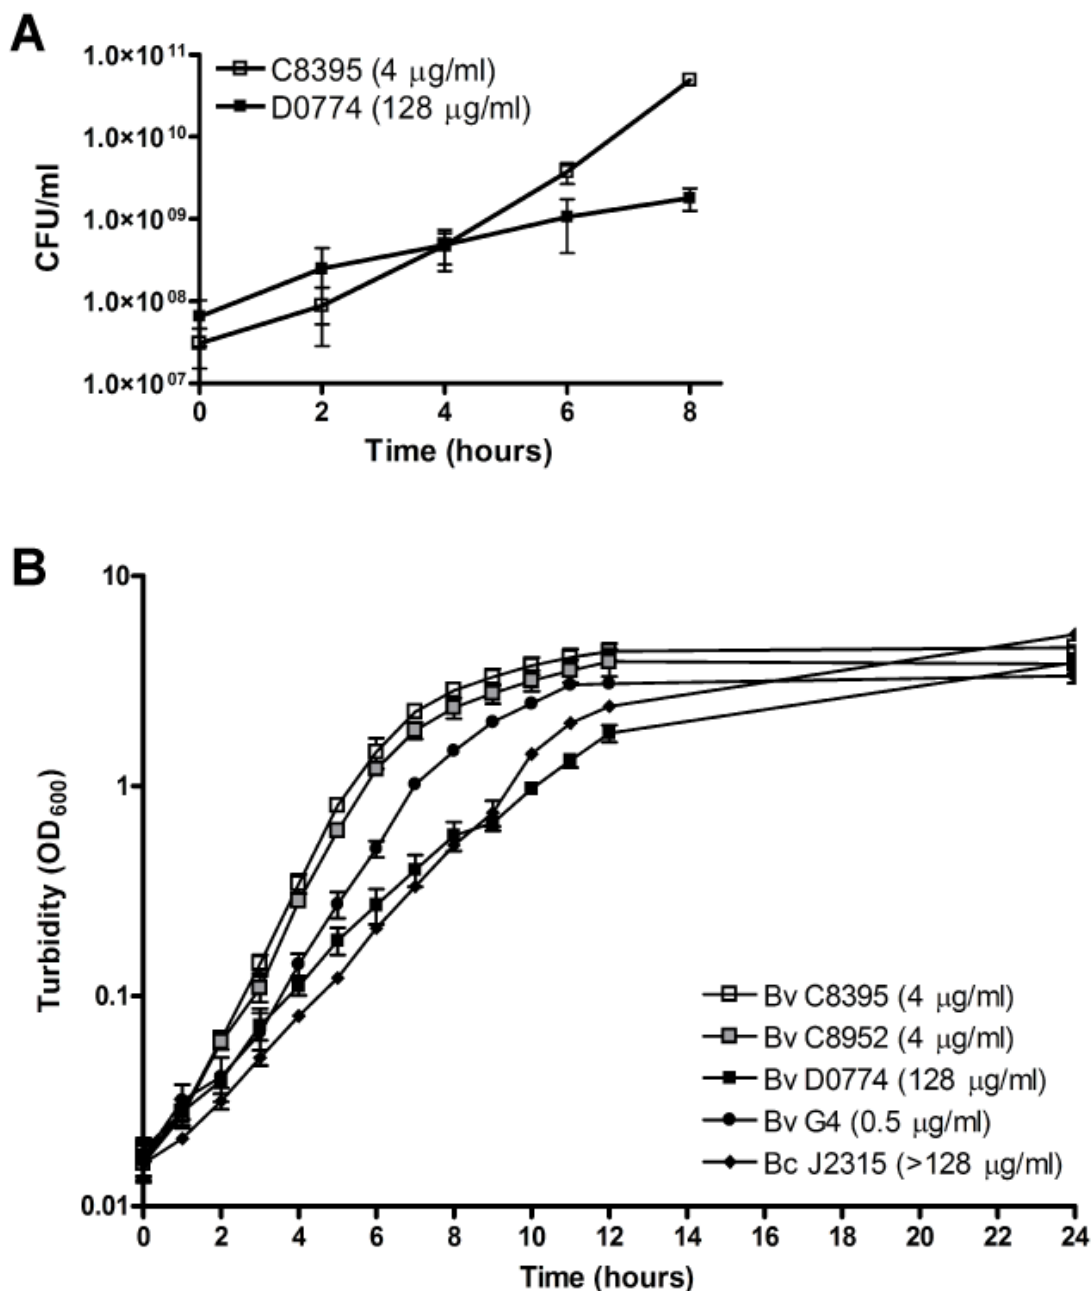 A
1.0×10¹¹
1.0×10¹⁰
1.0×10⁰⁹
1.0×10⁰⁸
1.0×10⁰⁷
CFU/ml
C8395 (4 µg/ml)
D0774 (128 µg/ml)
0 2 4 6 8
Time (hours)
B
10
1
0.1
0.01
Turbidity (OD₆₀₀)
Bv C8395 (4 µg/ml)
Bv C8952 (4 µg/ml)
Bv D0774 (128 µg/ml)
Bv G4 (0.5 µg/ml)
Bc J2315 (>128 µg/ml)
0 2 4 6 8 10 12 14 16 18 20 22 24
Time (hours)